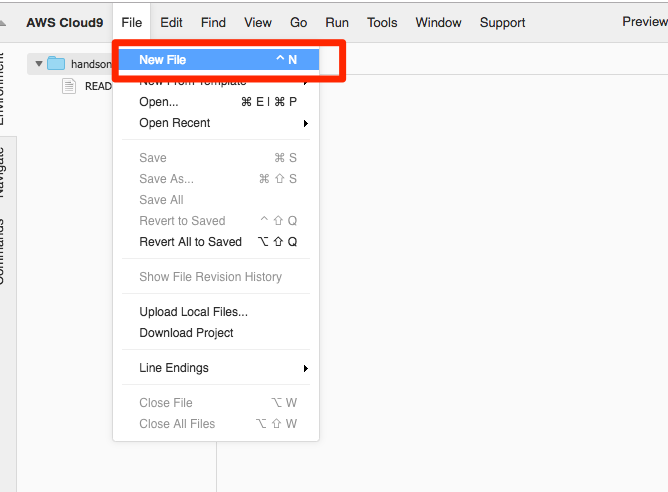 AWS Cloud9 File Edit Find View Go Run Tools Window Support Preview
Environment
Navigate
Commands
handson
READ
New File ^ N
New From Template
Open... ⌘ E | ⌘ P
Open Recent
Save ⌘ S
Save As... ⌘ ⇧ S
Save All
Revert to Saved ^ ⇧ Q
Revert All to Saved ⌥ ⇧ Q
Show File Revision History
Upload Local Files...
Download Project
Line Endings
Close File ⌥ W
Close All Files ⌥ ⇧ W